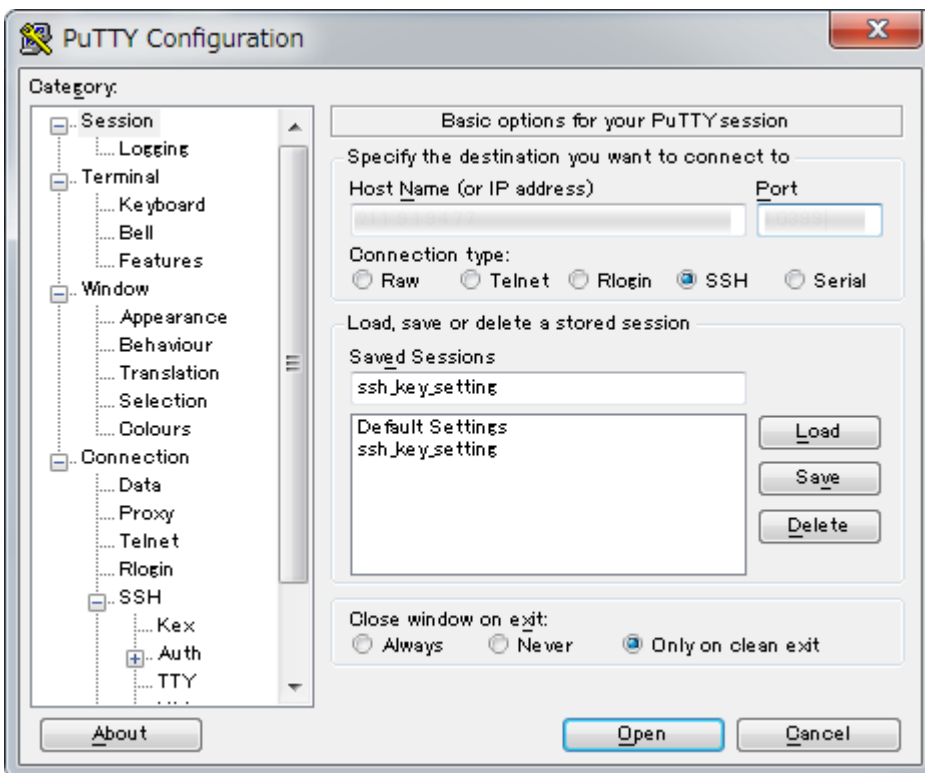 PuTTY Configuration
Category:
Session
Logging
Terminal
Keyboard
Bell
Features
Window
Appearance
Behaviour
Translation
Selection
Colours
Connection
Data
Proxy
Telnet
Rlogin
SSH
Kex
Auth
TTY
Basic options for your PuTTY session
Specify the destination you want to connect to
Host Name (or IP address) Port
Connection type:
Raw Telnet Rlogin SSH Serial
Load, save or delete a stored session
Saved Sessions
ssh_key_setting
Default Settings
ssh_key_setting
Load
Save
Delete
Close window on exit:
Always Never Only on clean exit
About Open Cancel